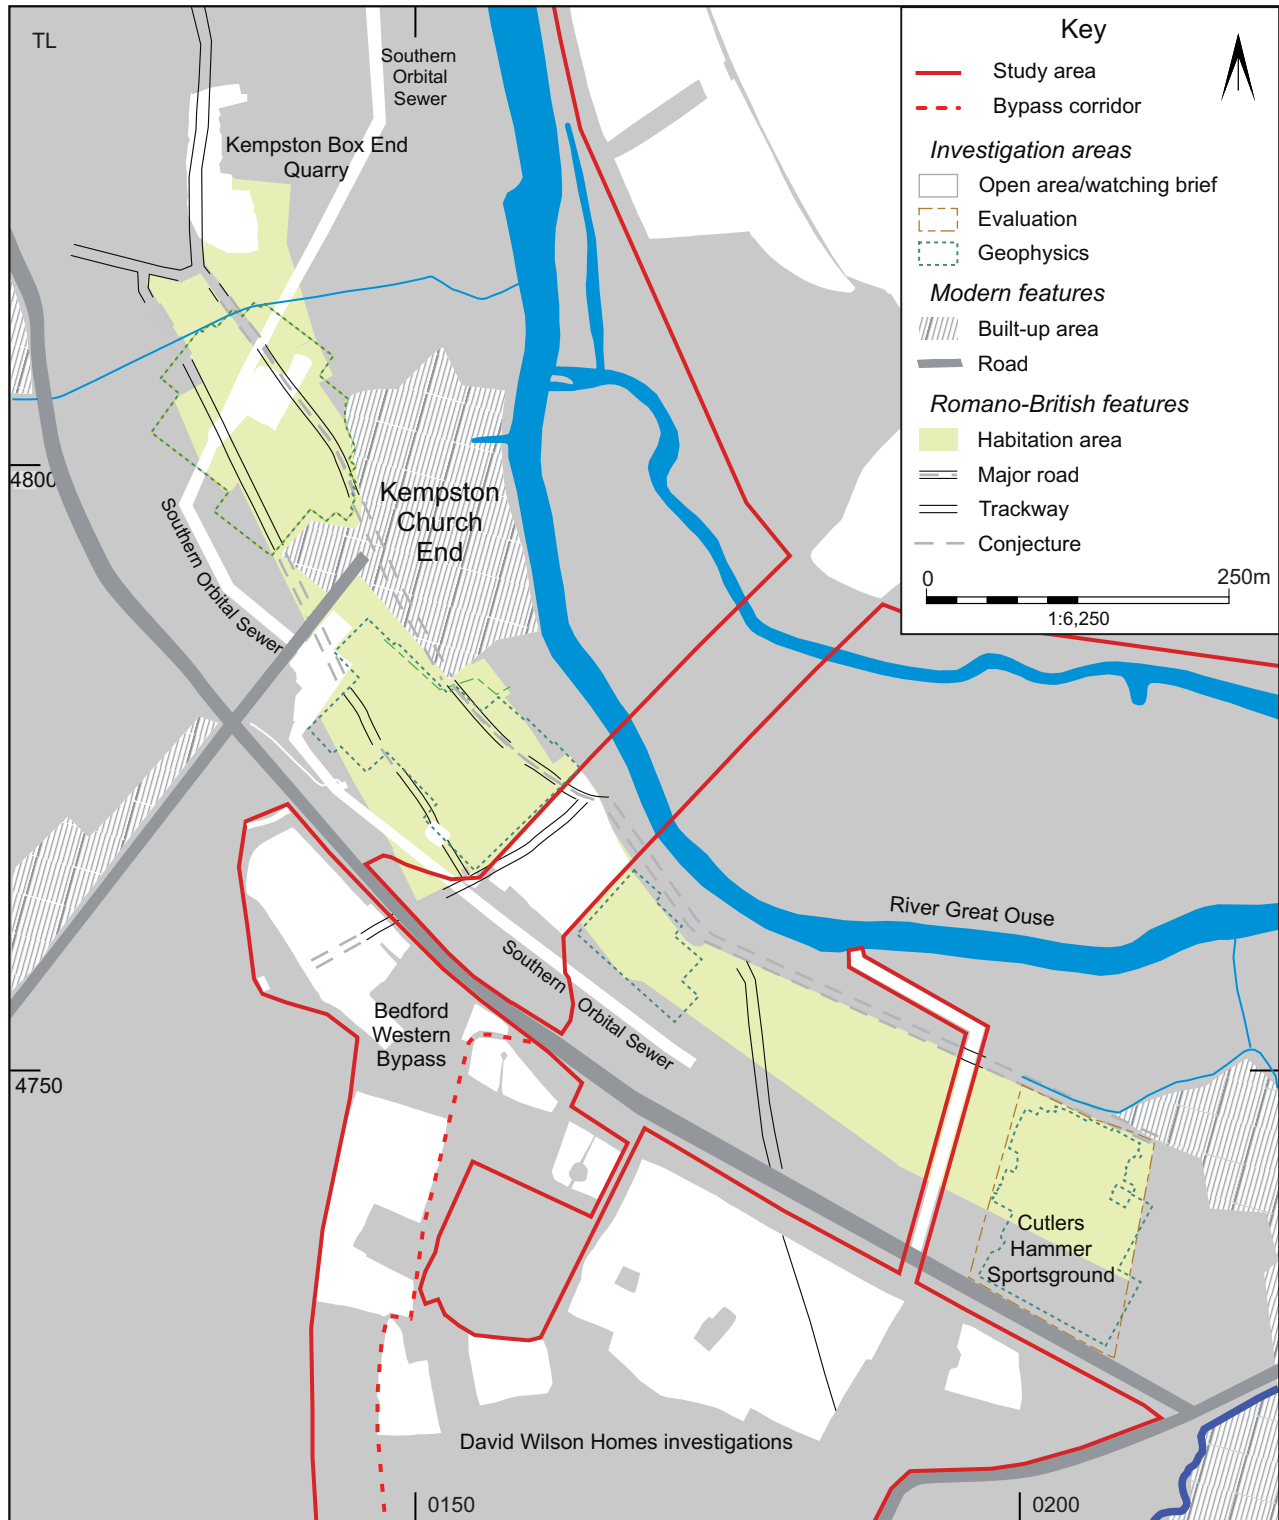 TL
Southern
Orbital
Sewer
Kempston Box End
Quarry
Key
Study area
Bypass corridor
Investigation areas
Open area/watching brief
Evaluation
Geophysics
Modern features
Built-up area
Road
Romano-British features
Habitation area
Major road
Trackway
Conjecture
0 250m
1:6,250
4800
Kempston
Church
End
Southern Orbital Sewer
River Great Ouse
Southern Orbital Sewer
Bedford
Western
Bypass
4750
Cutlers
Hammer
Sportsground
David Wilson Homes investigations
0150
0200